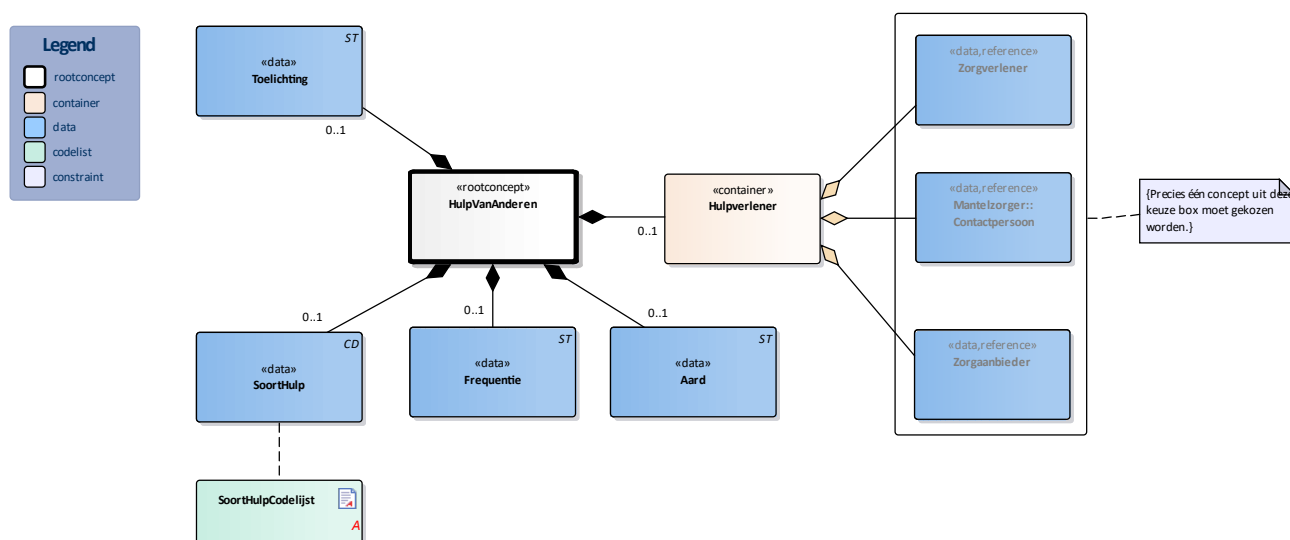 Legend
rootconcept
container
data
codelist
constraint
ST
«data»
Toelichting
0..1
«rootconcept»
HulpVanAnderen
0..1
«container»
Hulpverlener
«data,reference»
Zorgverlener
«data,reference»
Mantelzorger::
Contactpersoon
«data,reference»
Zorgaanbieder
{Precies één concept uit deze
keuze box moet gekozen
worden.}
0..1
CD
«data»
SoortHulp
0..1
ST
«data»
Frequentie
0..1
ST
«data»
Aard
SoortHulpCodelijst
A